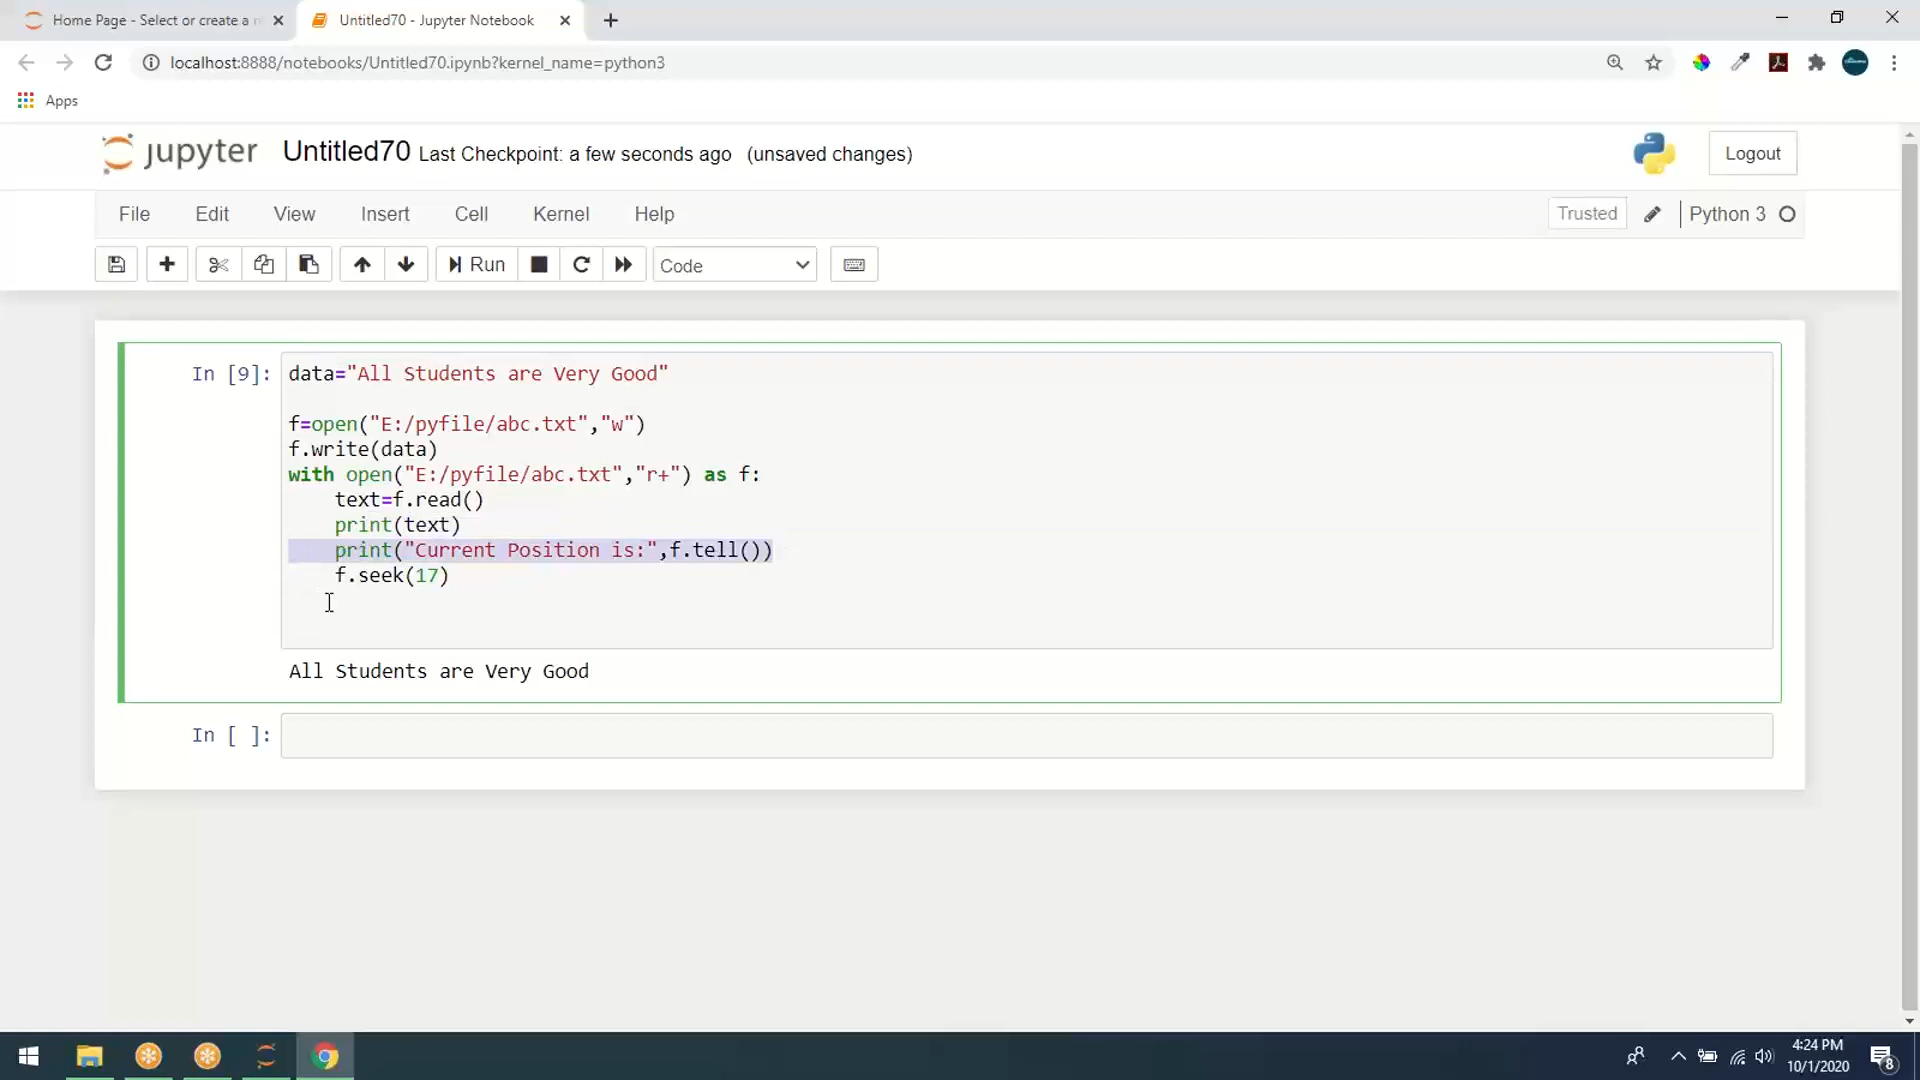 Home Page - Select or create a n
Untitled70 - Jupyter Notebook
localhost:8888/notebooks/Untitled70.ipynb?kernel_name=python3
Apps
jupyter Untitled70 Last Checkpoint: a few seconds ago (unsaved changes)
Logout
File Edit View Insert Cell Kernel Help
Trusted
Python 3
Run
Code
In [9]:
data="All Students are Very Good"
f=open("E:/pyfile/abc.txt","w")
f.write(data)
with open("E:/pyfile/abc.txt","r+") as f:
text=f.read()
print(text)
print("Current Position is:",f.tell())
f.seek(17)
All Students are Very Good
In [ ]:
4:24 PM
10/1/2020
8